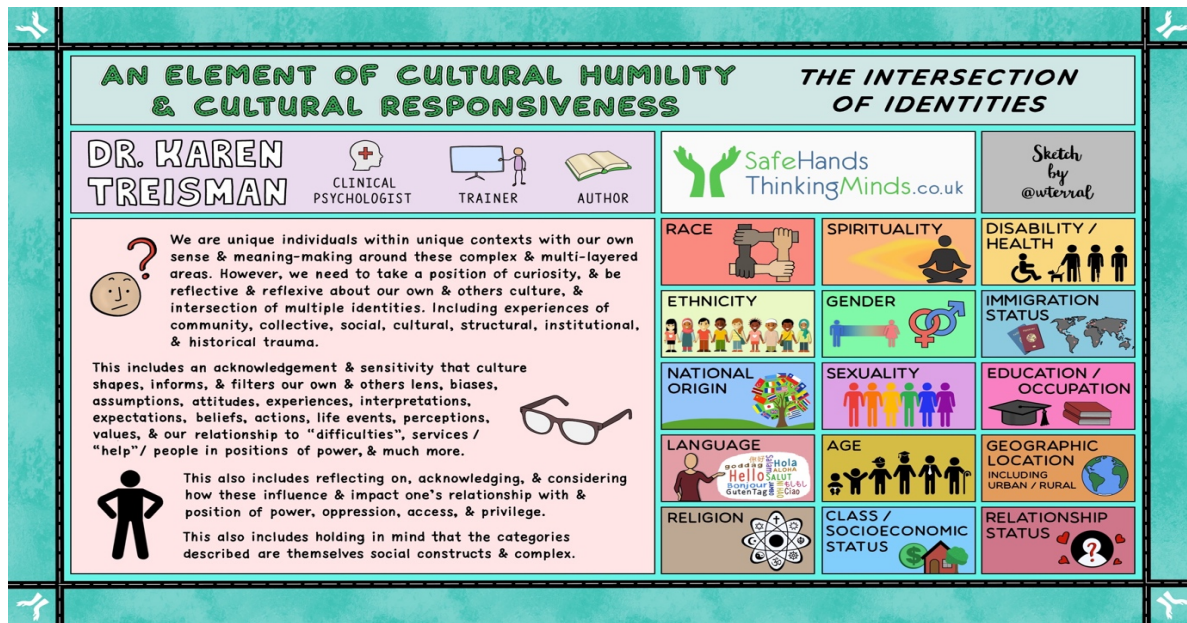 AN ELEMENT OF CULTURAL HUMILITY
& CULTURAL RESPONSIVENESS
THE INTERSECTION
OF IDENTITIES
DR. KAREN
TREISMAN
CLINICAL
PSYCHOLOGIST
TRAINER
AUTHOR
SafeHands
ThinkingMinds.co.uk
Sketch
by
@wterral
We are unique individuals within unique contexts with our own
sense & meaning-making around these complex & multi-layered
areas. However, we need to take a position of curiosity, & be
reflective & reflexive about our own & others culture, &
intersection of multiple identities. Including experiences of
community, collective, social, cultural, structural, institutional,
& historical trauma.
This includes an acknowledgement & sensitivity that culture
shapes, informs, & filters our own & others lens, biases,
assumptions, attitudes, experiences, interpretations,
expectations, beliefs, actions, life events, perceptions,
values, & our relationship to “difficulties”, services /
“help”/ people in positions of power, & much more.
This also includes reflecting on, acknowledging, & considering
how these influence & impact one’s relationship with &
position of power, oppression, access, & privilege.
This also includes holding in mind that the categories
described are themselves social constructs & complex.
RACE
SPIRITUALITY
DISABILITY /
HEALTH
ETHNICITY
GENDER
IMMIGRATION
STATUS
NATIONAL
ORIGIN
SEXUALITY
EDUCATION /
OCCUPATION
LANGUAGE
goddag
Hola
ALOHA
Hello
SALUT
Bonjour
もしもし
Guten Tag
Ciao
AGE
GEOGRAPHIC
LOCATION
INCLUDING
URBAN / RURAL
RELIGION
CLASS /
SOCIOECONOMIC
STATUS
$
RELATIONSHIP
STATUS
?